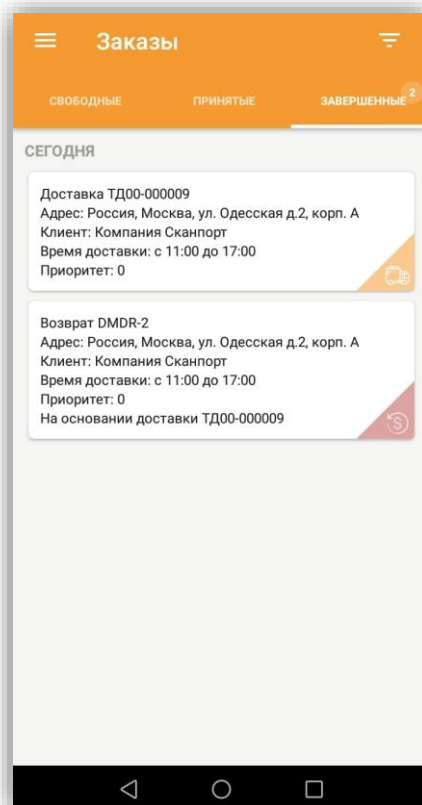 Заказы
СВОБОДНЫЕ ПРИНЯТЫЕ ЗАВЕРШЕННЫЕ 2
СЕГОДНЯ
Доставка ТД00-000009
Адрес: Россия, Москва, ул. Одесская д.2, корп. А
Клиент: Компания Сканпорт
Время доставки: с 11:00 до 17:00
Приоритет: 0
Возврат DMDR-2
Адрес: Россия, Москва, ул. Одесская д.2, корп. А
Клиент: Компания Сканпорт
Время доставки: с 11:00 до 17:00
Приоритет: 0
На основании доставки ТД00-000009